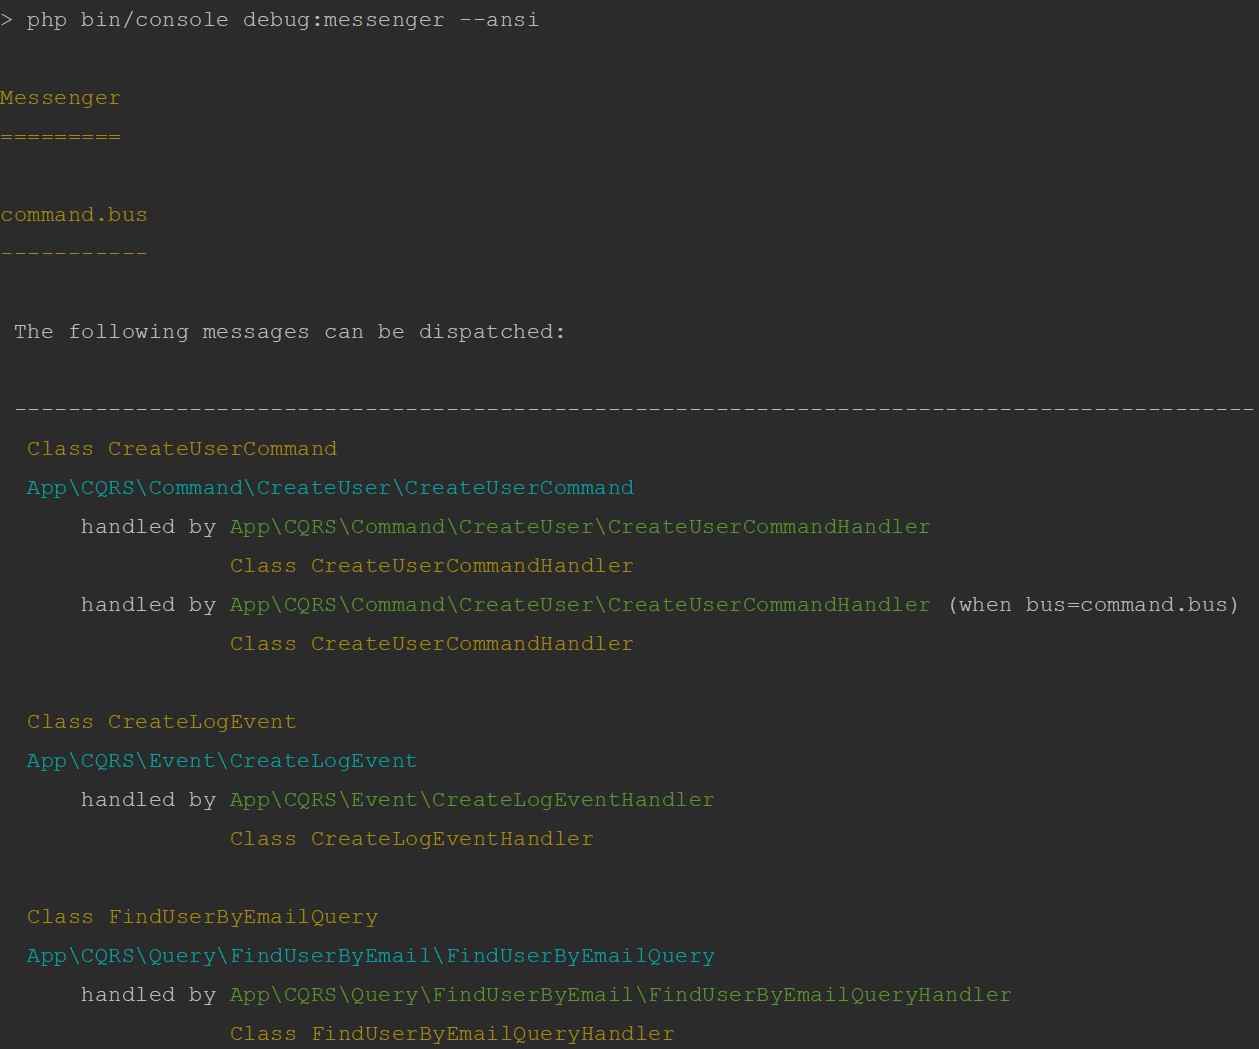 > php bin/console debug:messenger --ansi
Messenger
=========
command.bus
-----------
The following messages can be dispatched:
--------------------------------------------------------------------------------------------
Class CreateUserCommand
App\CQRS\Command\CreateUser\CreateUserCommand
handled by App\CQRS\Command\CreateUser\CreateUserCommandHandler
Class CreateUserCommandHandler
handled by App\CQRS\Command\CreateUser\CreateUserCommandHandler (when bus=command.bus)
Class CreateUserCommandHandler
Class CreateLogEvent
App\CQRS\Event\CreateLogEvent
handled by App\CQRS\Event\CreateLogEventHandler
Class CreateLogEventHandler
Class FindUserByEmailQuery
App\CQRS\Query\FindUserByEmail\FindUserByEmailQuery
handled by App\CQRS\Query\FindUserByEmail\FindUserByEmailQueryHandler
Class FindUserByEmailQueryHandler